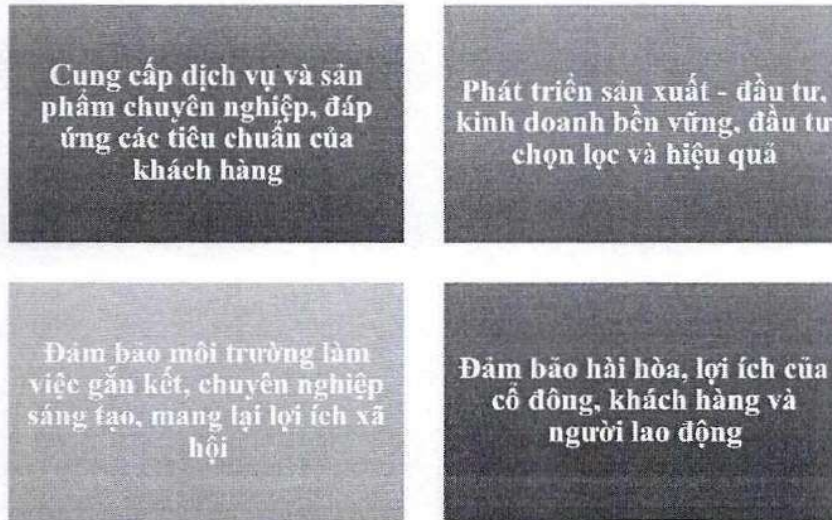 Cung cấp dịch vụ và sản
phẩm chuyên nghiệp, đáp
ứng các tiêu chuẩn của
khách hàng
Phát triển sản xuất - đầu tư,
kinh doanh bền vững, đầu tư
chọn lọc và hiệu quả
Đảm bảo môi trường làm
việc gắn kết, chuyên nghiệp
sáng tạo, mang lại lợi ích xã
hội
Đảm bảo hài hòa, lợi ích của
cổ đông, khách hàng và
người lao động